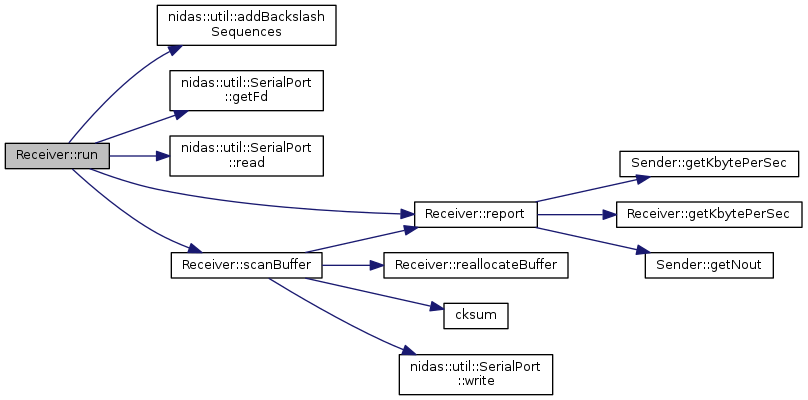 nidas::util::addBackslash
Sequences
nidas::util::SerialPort
::getFd
Receiver::run
nidas::util::SerialPort
::read
Sender::getKbytePerSec
Receiver::report
Receiver::getKbytePerSec
Receiver::scanBuffer
Receiver::reallocateBuffer
Sender::getNout
cksum
nidas::util::SerialPort
::write